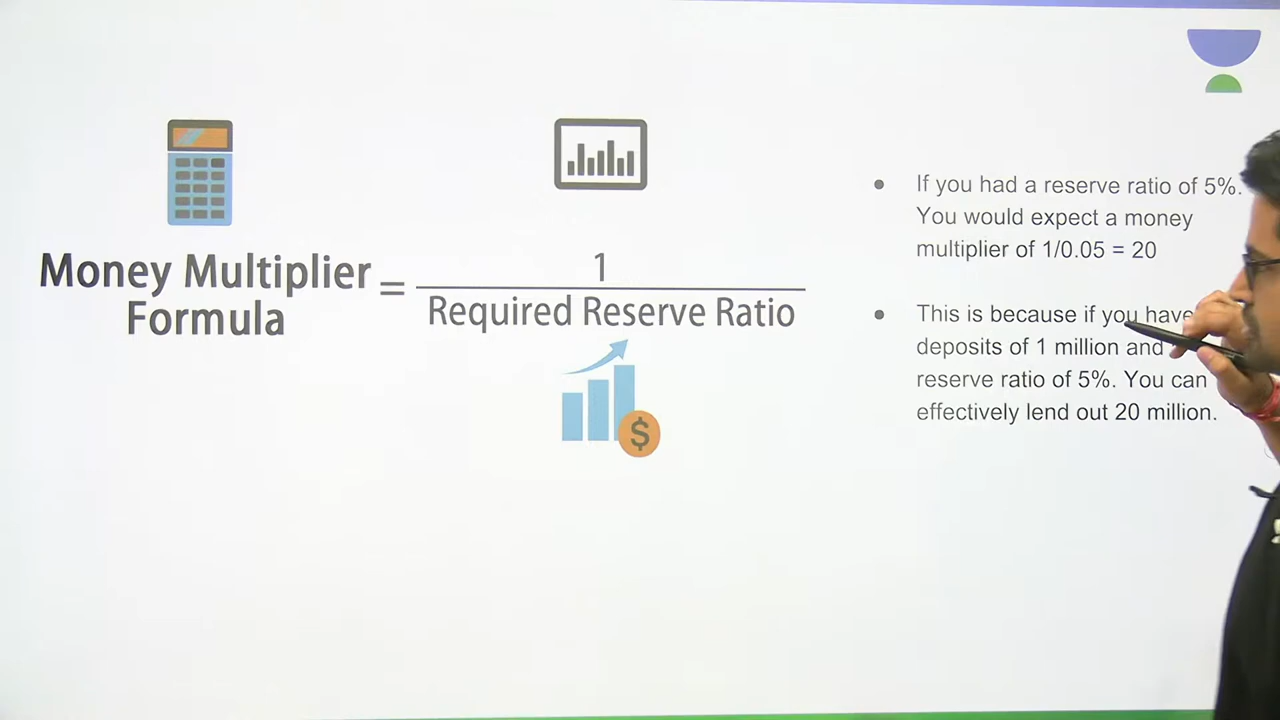 Money Multiplier
Formula
=
1
Required Reserve Ratio
$
• If you had a reserve ratio of 5%.
You would expect a money
multiplier of 1/0.05 = 20
• This is because if you have
deposits of 1 million and
reserve ratio of 5%. You can
effectively lend out 20 million.